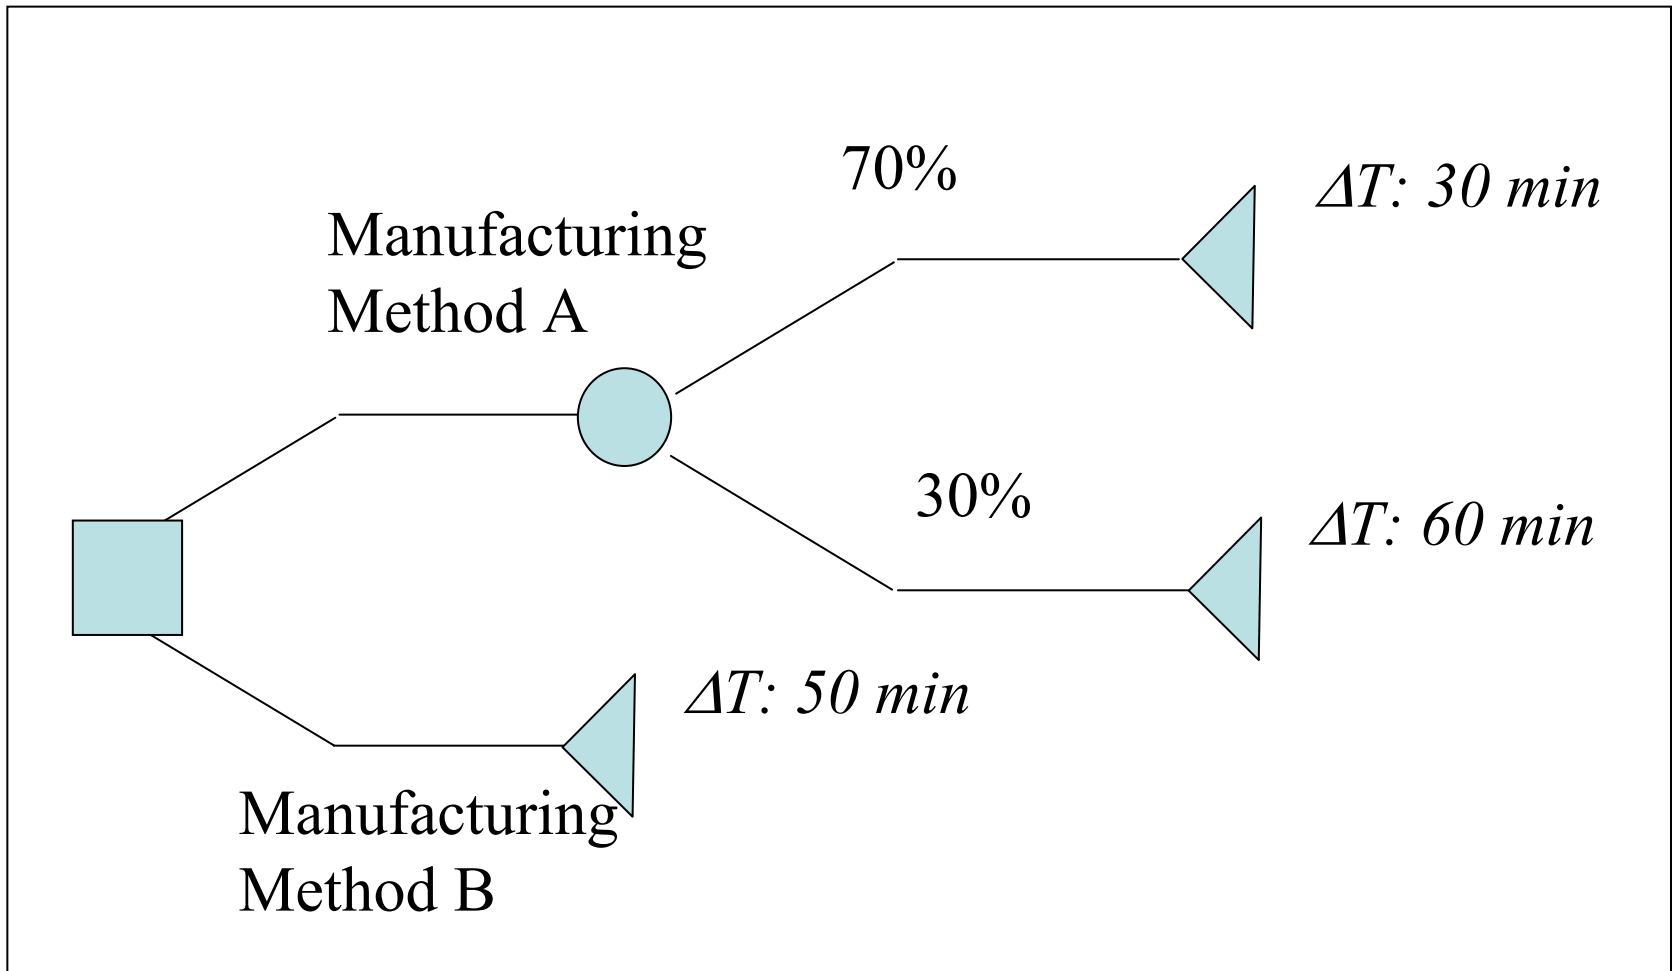 70%
ΔT: 30 min
Manufacturing
Method A
30%
ΔT: 60 min
ΔT: 50 min
Manufacturing
Method B